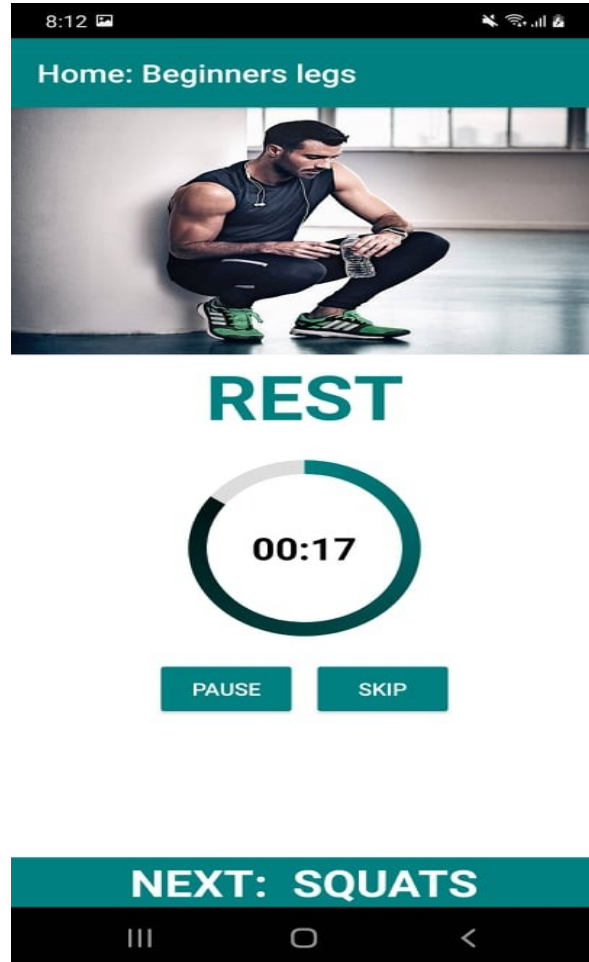 8:12
Home: Beginners legs
REST
00:17
PAUSE SKIP
NEXT: SQUATS